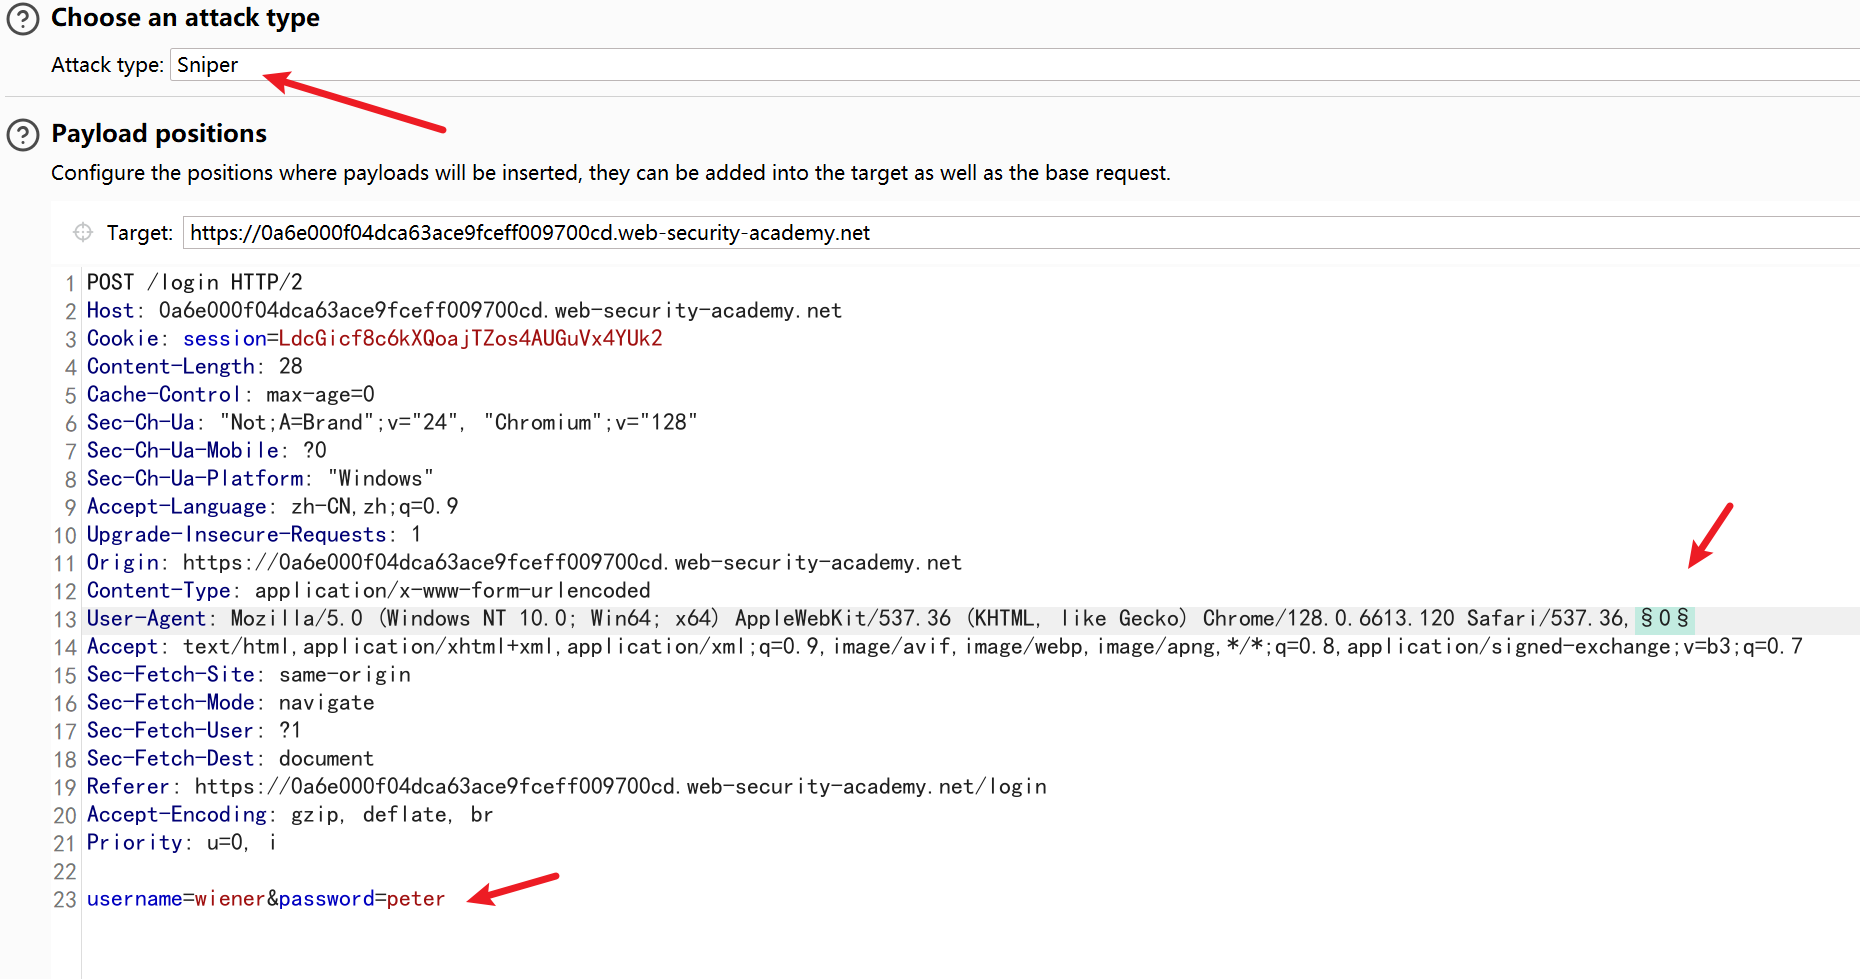 Choose an attack type
Attack type: Sniper
Payload positions
Configure the positions where payloads will be inserted, they can be added into the target as well as the base request.
Target: https://0a6e000f04dca63ace9fceff009700cd.web-security-academy.net
1 POST /login HTTP/2
2 Host: 0a6e000f04dca63ace9fceff009700cd.web-security-academy.net
3 Cookie: session=LdcGicf8c6kXQoajTZos4AUGuVx4YUk2
4 Content-Length: 28
5 Cache-Control: max-age=0
6 Sec-Ch-Ua: "Not;A=Brand";v="24", "Chromium";v="128"
7 Sec-Ch-Ua-Mobile: ?0
8 Sec-Ch-Ua-Platform: "Windows"
9 Accept-Language: zh-CN,zh;q=0.9
10 Upgrade-Insecure-Requests: 1
11 Origin: https://0a6e000f04dca63ace9fceff009700cd.web-security-academy.net
12 Content-Type: application/x-www-form-urlencoded
13 User-Agent: Mozilla/5.0 (Windows NT 10.0; Win64; x64) AppleWebKit/537.36 (KHTML, like Gecko) Chrome/128.0.6613.120 Safari/537.36,§0§
14 Accept: text/html,application/xhtml+xml,application/xml;q=0.9,image/avif,image/webp,image/apng,*/*;q=0.8,application/signed-exchange;v=b3;q=0.7
15 Sec-Fetch-Site: same-origin
16 Sec-Fetch-Mode: navigate
17 Sec-Fetch-User: ?1
18 Sec-Fetch-Dest: document
19 Referer: https://0a6e000f04dca63ace9fceff009700cd.web-security-academy.net/login
20 Accept-Encoding: gzip, deflate, br
21 Priority: u=0, i
22
23 username=wiener&password=peter